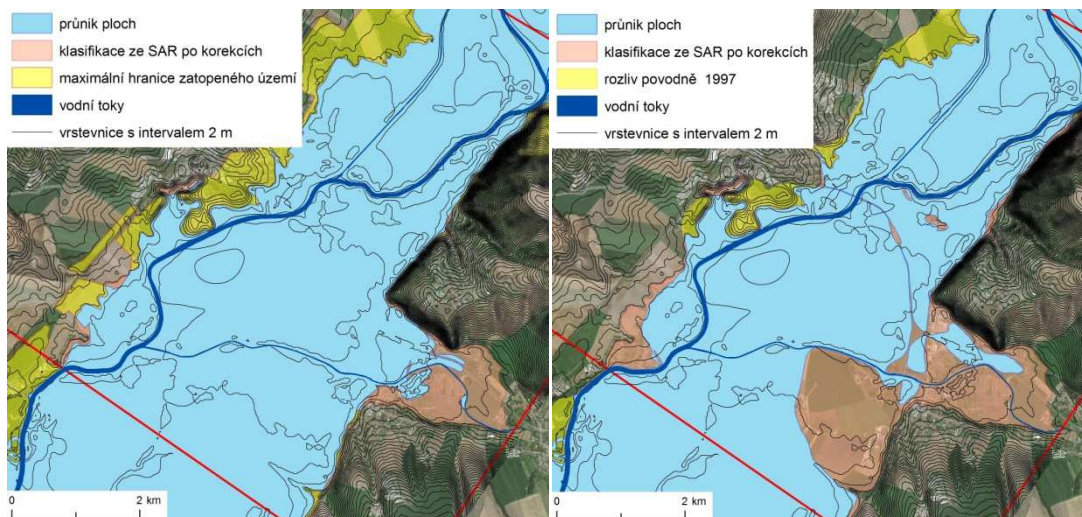 průnik ploch
klasifikace ze SAR po korekcích
maximální hranice zatopeného území
vodní toky
vrstevnice s intervalem 2 m
0 2 km
průnik ploch
klasifikace ze SAR po korekcích
rozliv povodně 1997
vodní toky
vrstevnice s intervalem 2 m
0 2 km